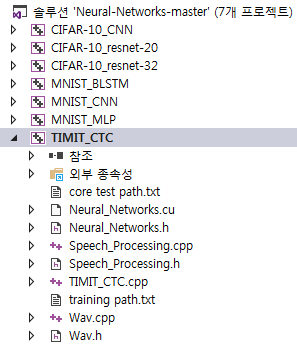 솔루션 'Neural-Networks-master' (7개 프로젝트)
CIFAR-10_CNN
CIFAR-10_resnet-20
CIFAR-10_resnet-32
MNIST_BLSTM
MNIST_CNN
MNIST_MLP
TIMIT_CTC
참조
외부 종속성
core test path.txt
Neural_Networks.cu
Neural_Networks.h
Speech_Processing.cpp
Speech_Processing.h
TIMIT_CTC.cpp
training path.txt
Wav.cpp
Wav.h